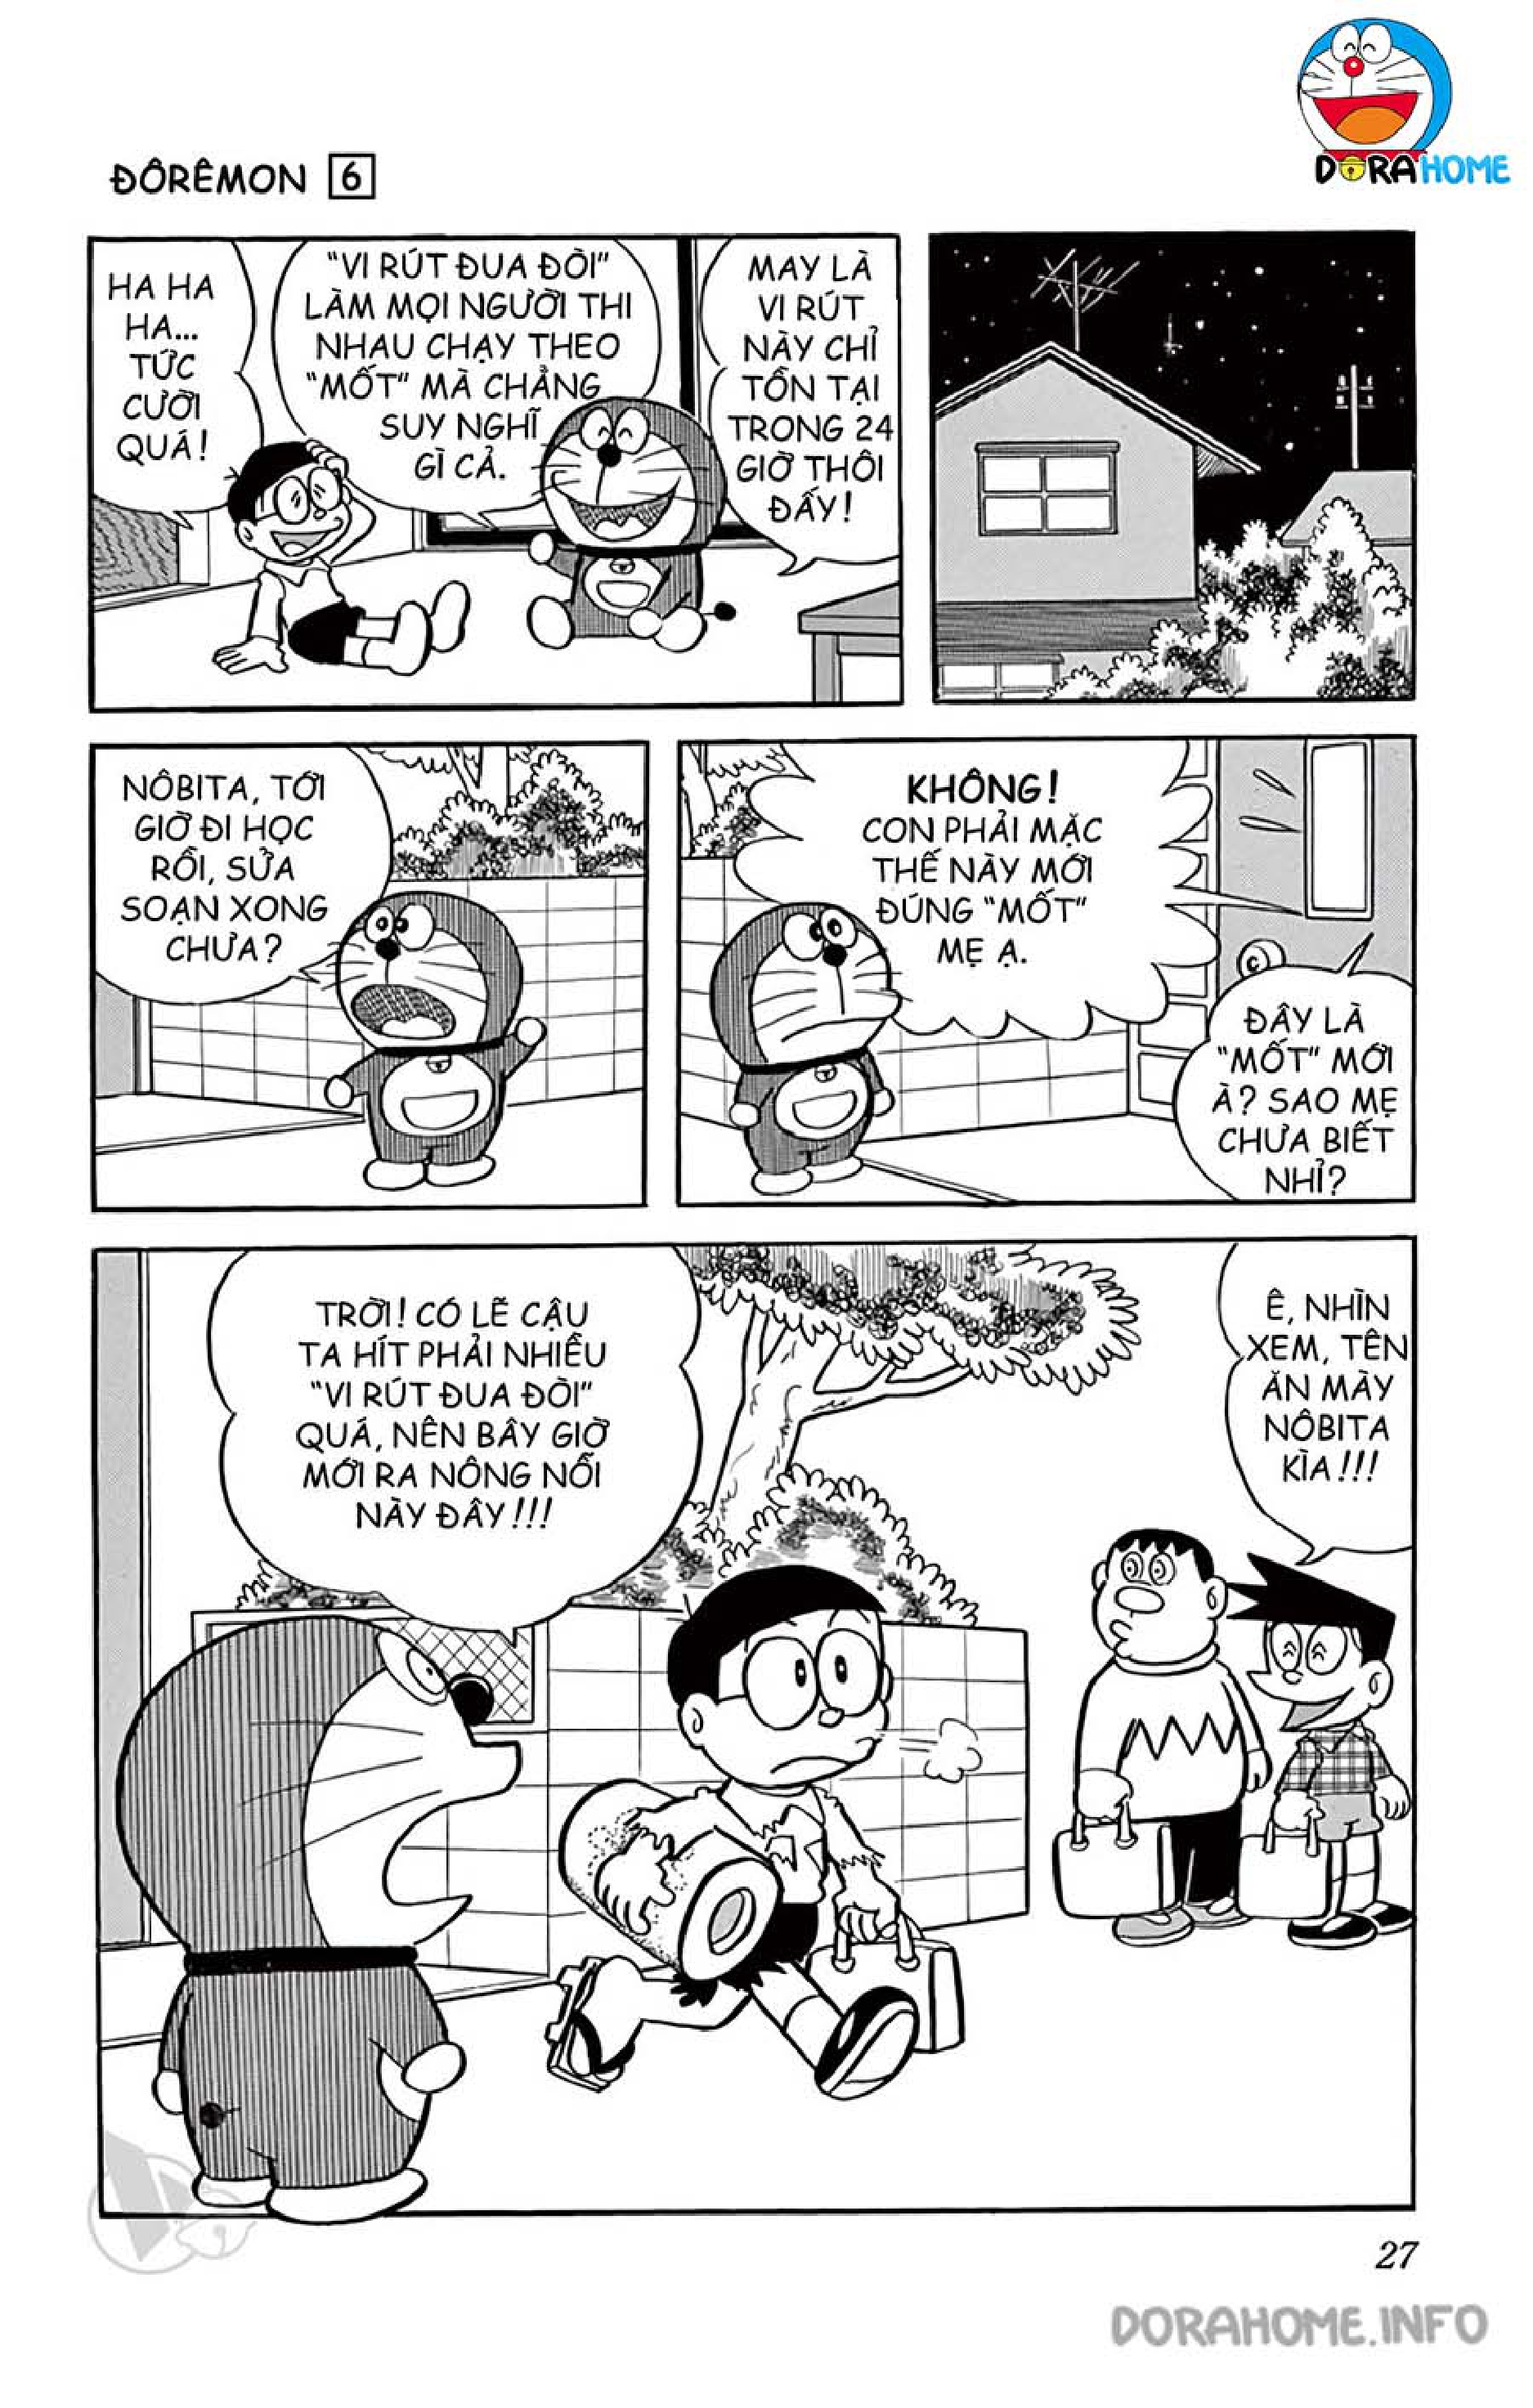 DORAHOME
ĐÔRÊMON 6
HA HA
HA...
TỨC
CƯỜI
QUÁ!
“VI RÚT ĐUA ĐÒI”
LÀM MỌI NGƯỜI THI
NHAU CHẠY THEO
“MỐT” MÀ CHẲNG
SUY NGHĨ
GÌ CẢ.
MAY LÀ
VI RÚT
NÀY CHỈ
TỒN TẠI
TRONG 24
GIỜ THÔI
ĐẤY!
NÔBITA, TỚI
GIỜ ĐI HỌC
RỒI, SỬA
SOẠN XONG
CHƯA?
KHÔNG!
CON PHẢI MẶC
THẾ NÀY MỚI
ĐÚNG “MỐT”
MẸ Ạ.
ĐÂY LÀ
“MỐT” MỚI
À? SAO MẸ
CHƯA BIẾT
NHỈ?
TRỜI! CÓ LẼ CẬU
TA HÍT PHẢI NHIỀU
“VI RÚT ĐUA ĐÒI”
QUÁ, NÊN BÂY GIỜ
MỚI RA NÔNG NỖI
NÀY ĐÂY!!!
Ê, NHÌN
XEM, TÊN
ĂN MÀY
NÔBITA
KÌA!!!
27
DORAHOME.INFO